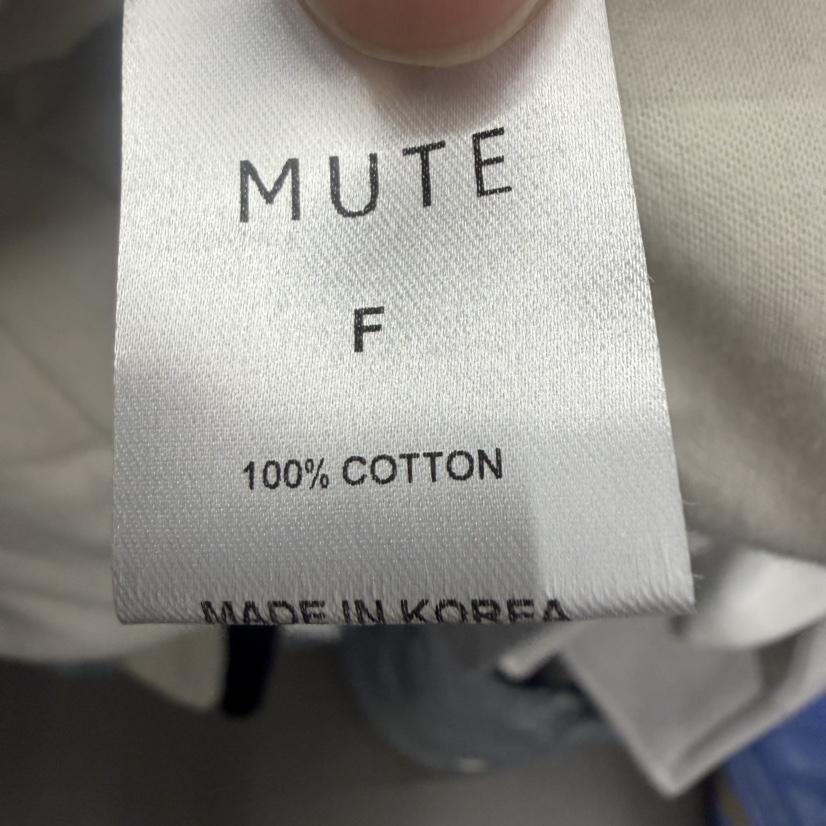 MUTE
F
100% COTTON
MADE IN KOREA